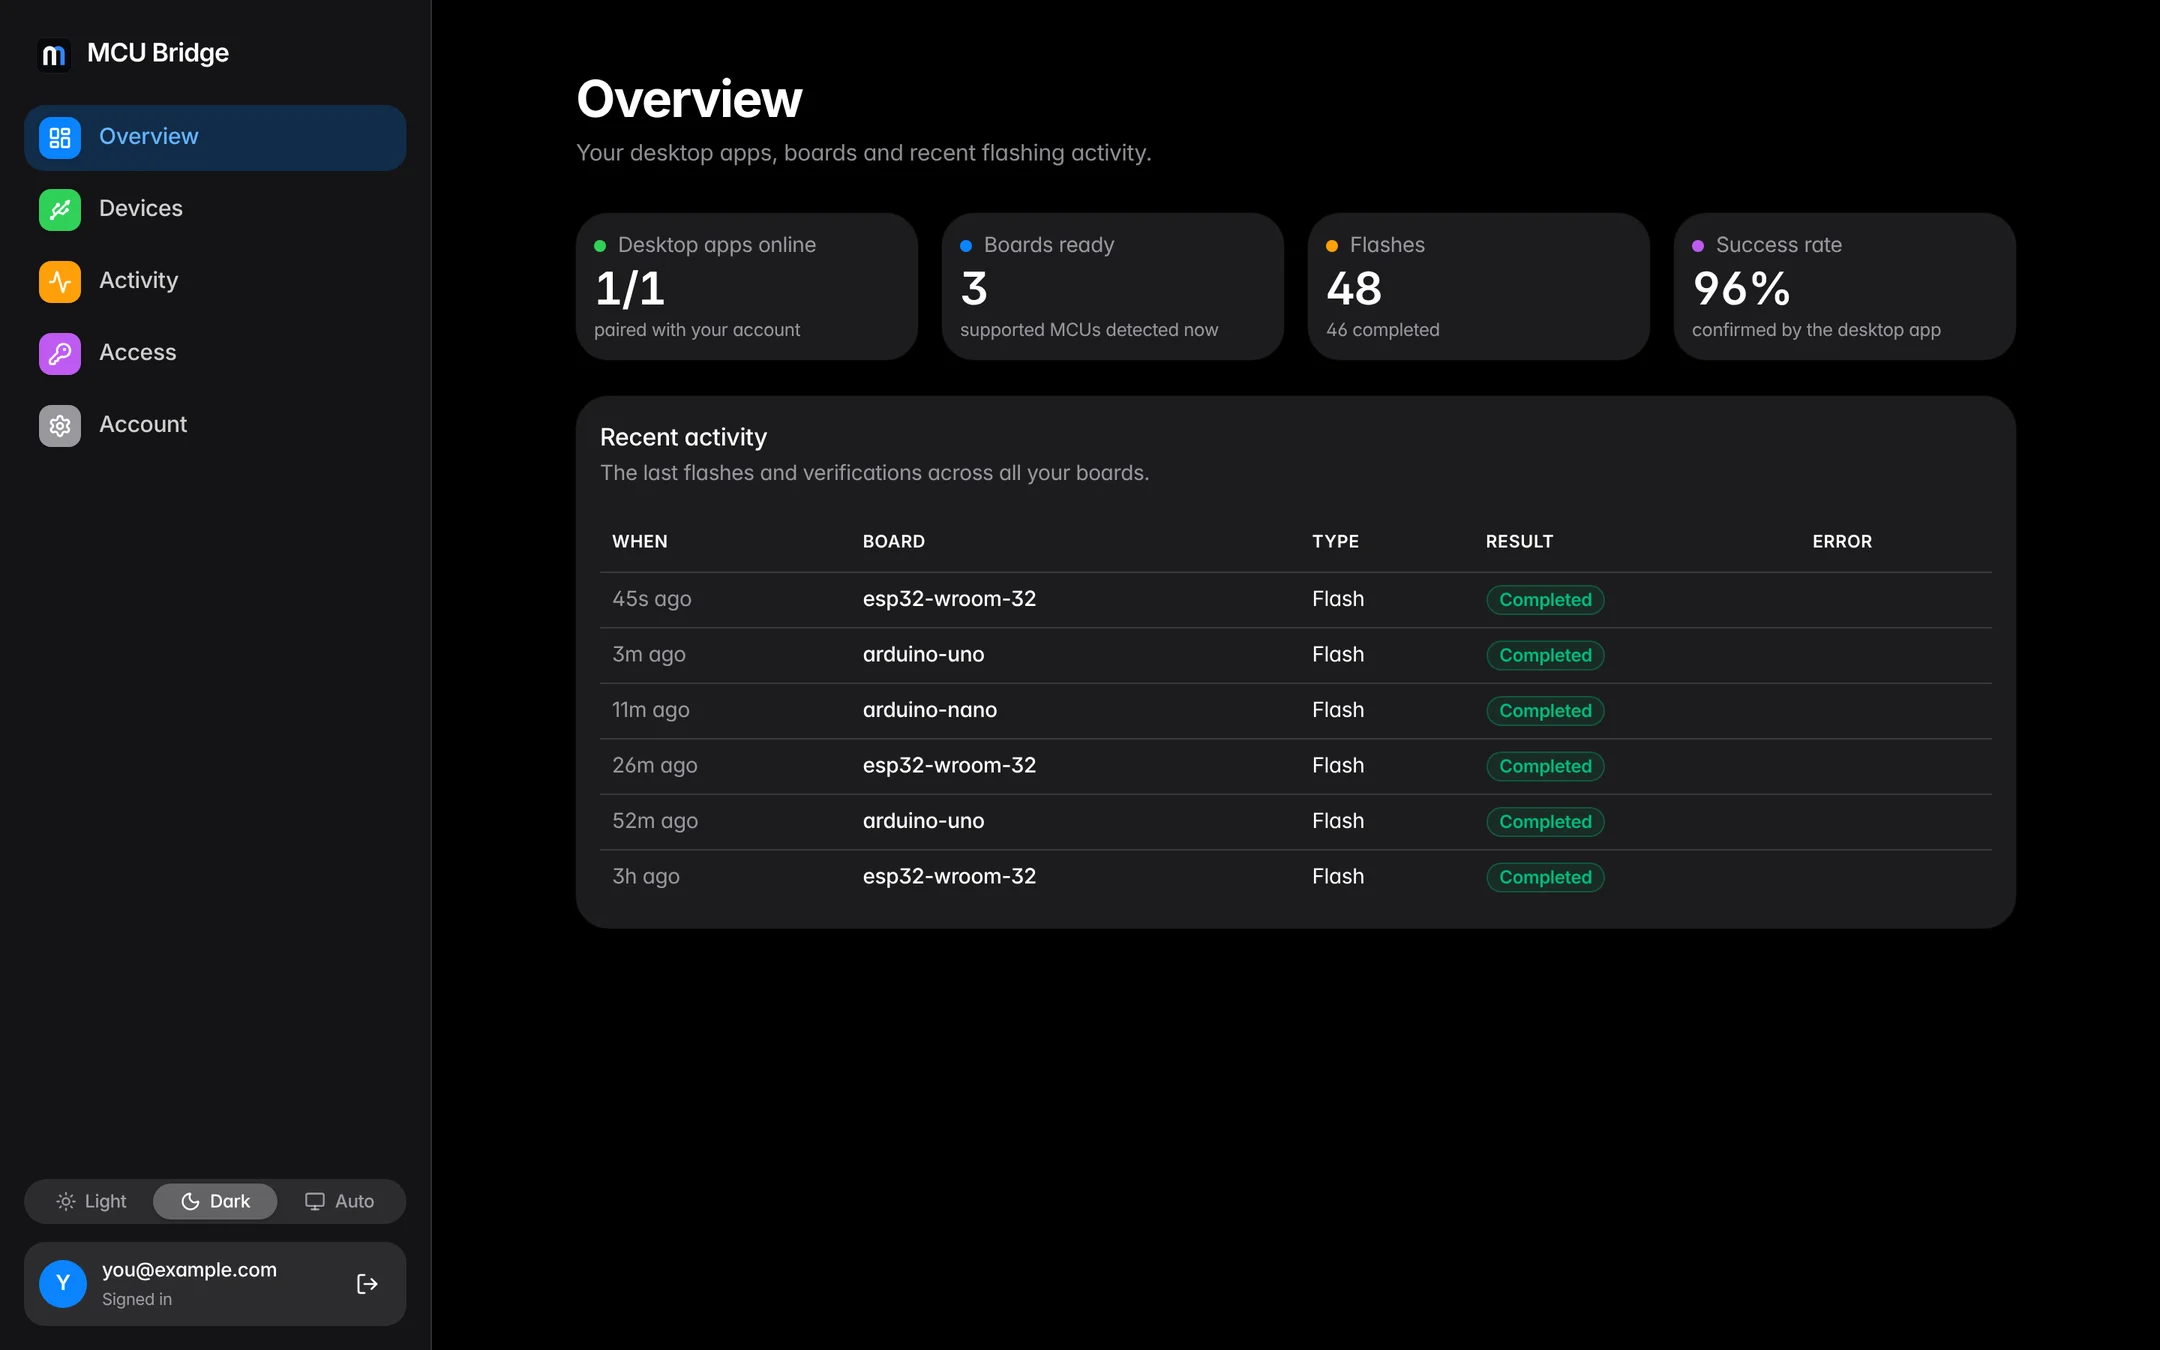 MCU Bridge
Overview
Devices
Activity
Access
Account
Light
Dark
Auto
Y
you@example.com
Signed in
Overview
Your desktop apps, boards and recent flashing activity.
Desktop apps online
1/1
paired with your account
Boards ready
3
supported MCUs detected now
Flashes
48
46 completed
Success rate
96%
confirmed by the desktop app
Recent activity
The last flashes and verifications across all your boards.
WHEN BOARD TYPE RESULT ERROR
45s ago esp32-wroom-32 Flash Completed
3m ago arduino-uno Flash Completed
11m ago arduino-nano Flash Completed
26m ago esp32-wroom-32 Flash Completed
52m ago arduino-uno Flash Completed
3h ago esp32-wroom-32 Flash Completed